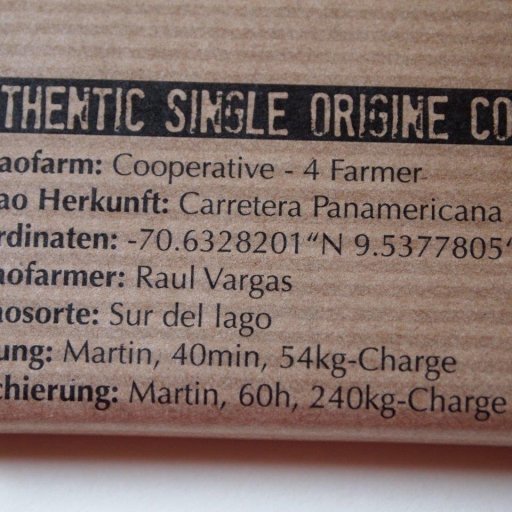 THENTIC SINGLE ORIGINE CO
aofarm: Cooperative - 4 Farmer
ao Herkunft: Carretera Panamericana
rdinaten: -70.6328201“N 9.5377805“
aofarmer: Raul Vargas
aosorte: Sur del lago
ung: Martin, 40min, 54kg-Charge
chierung: Martin, 60h, 240kg-Charge